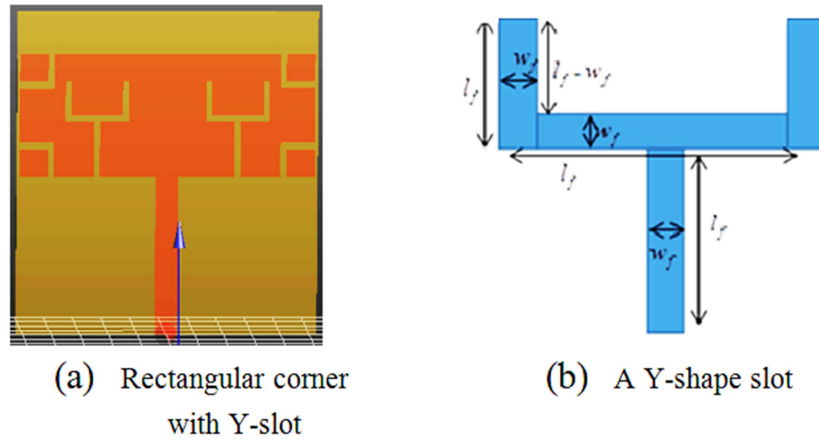 l_f
w_f
l_f - w_f
w_f
l_f
w_f
l_f
(a) Rectangular corner
with Y-slot
(b) A Y-shape slot